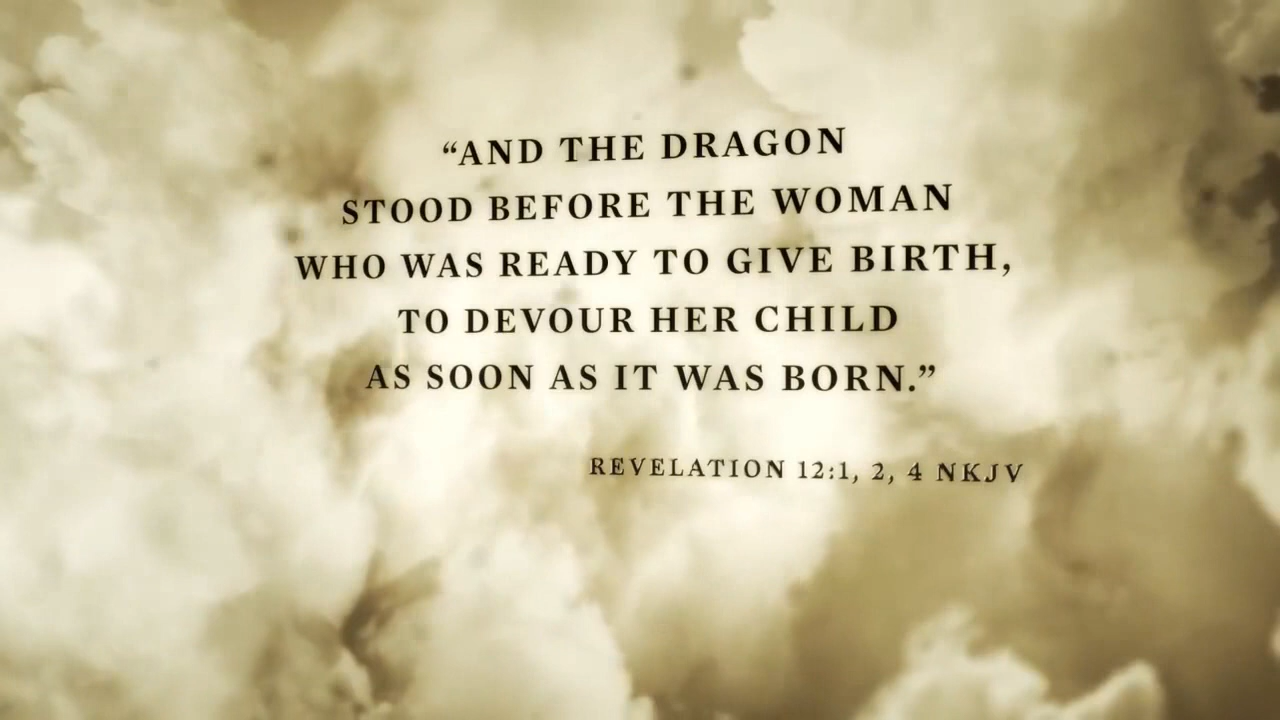 “AND THE DRAGON
STOOD BEFORE THE WOMAN
WHO WAS READY TO GIVE BIRTH,
TO DEVOUR HER CHILD
AS SOON AS IT WAS BORN.”
REVELATION 12:1, 2, 4 NKJV